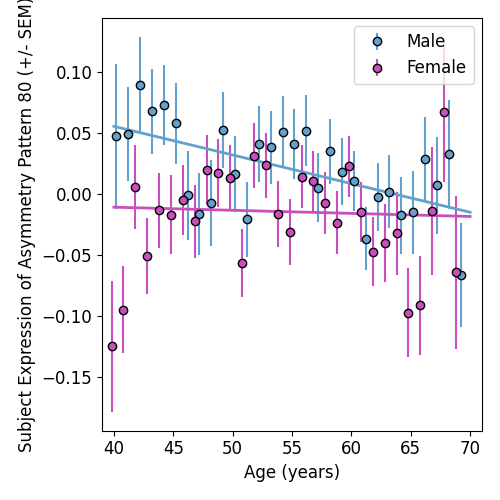 Male
Female
Subject Expression of Asymmetry Pattern 80 (+/- SEM)
0.10
0.05
0.00
−0.05
−0.10
−0.15
40 45 50 55 60 65 70
Age (years)